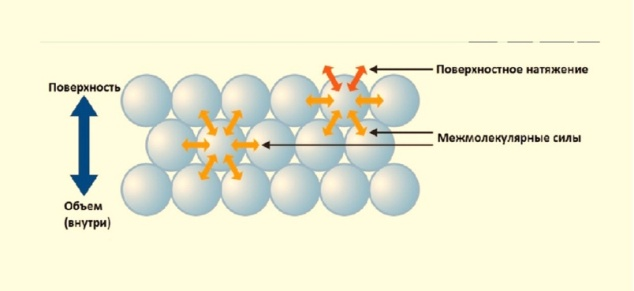 Поверхностное натяжение
Поверхность
Межмолекулярные силы
Объем
(внутри)